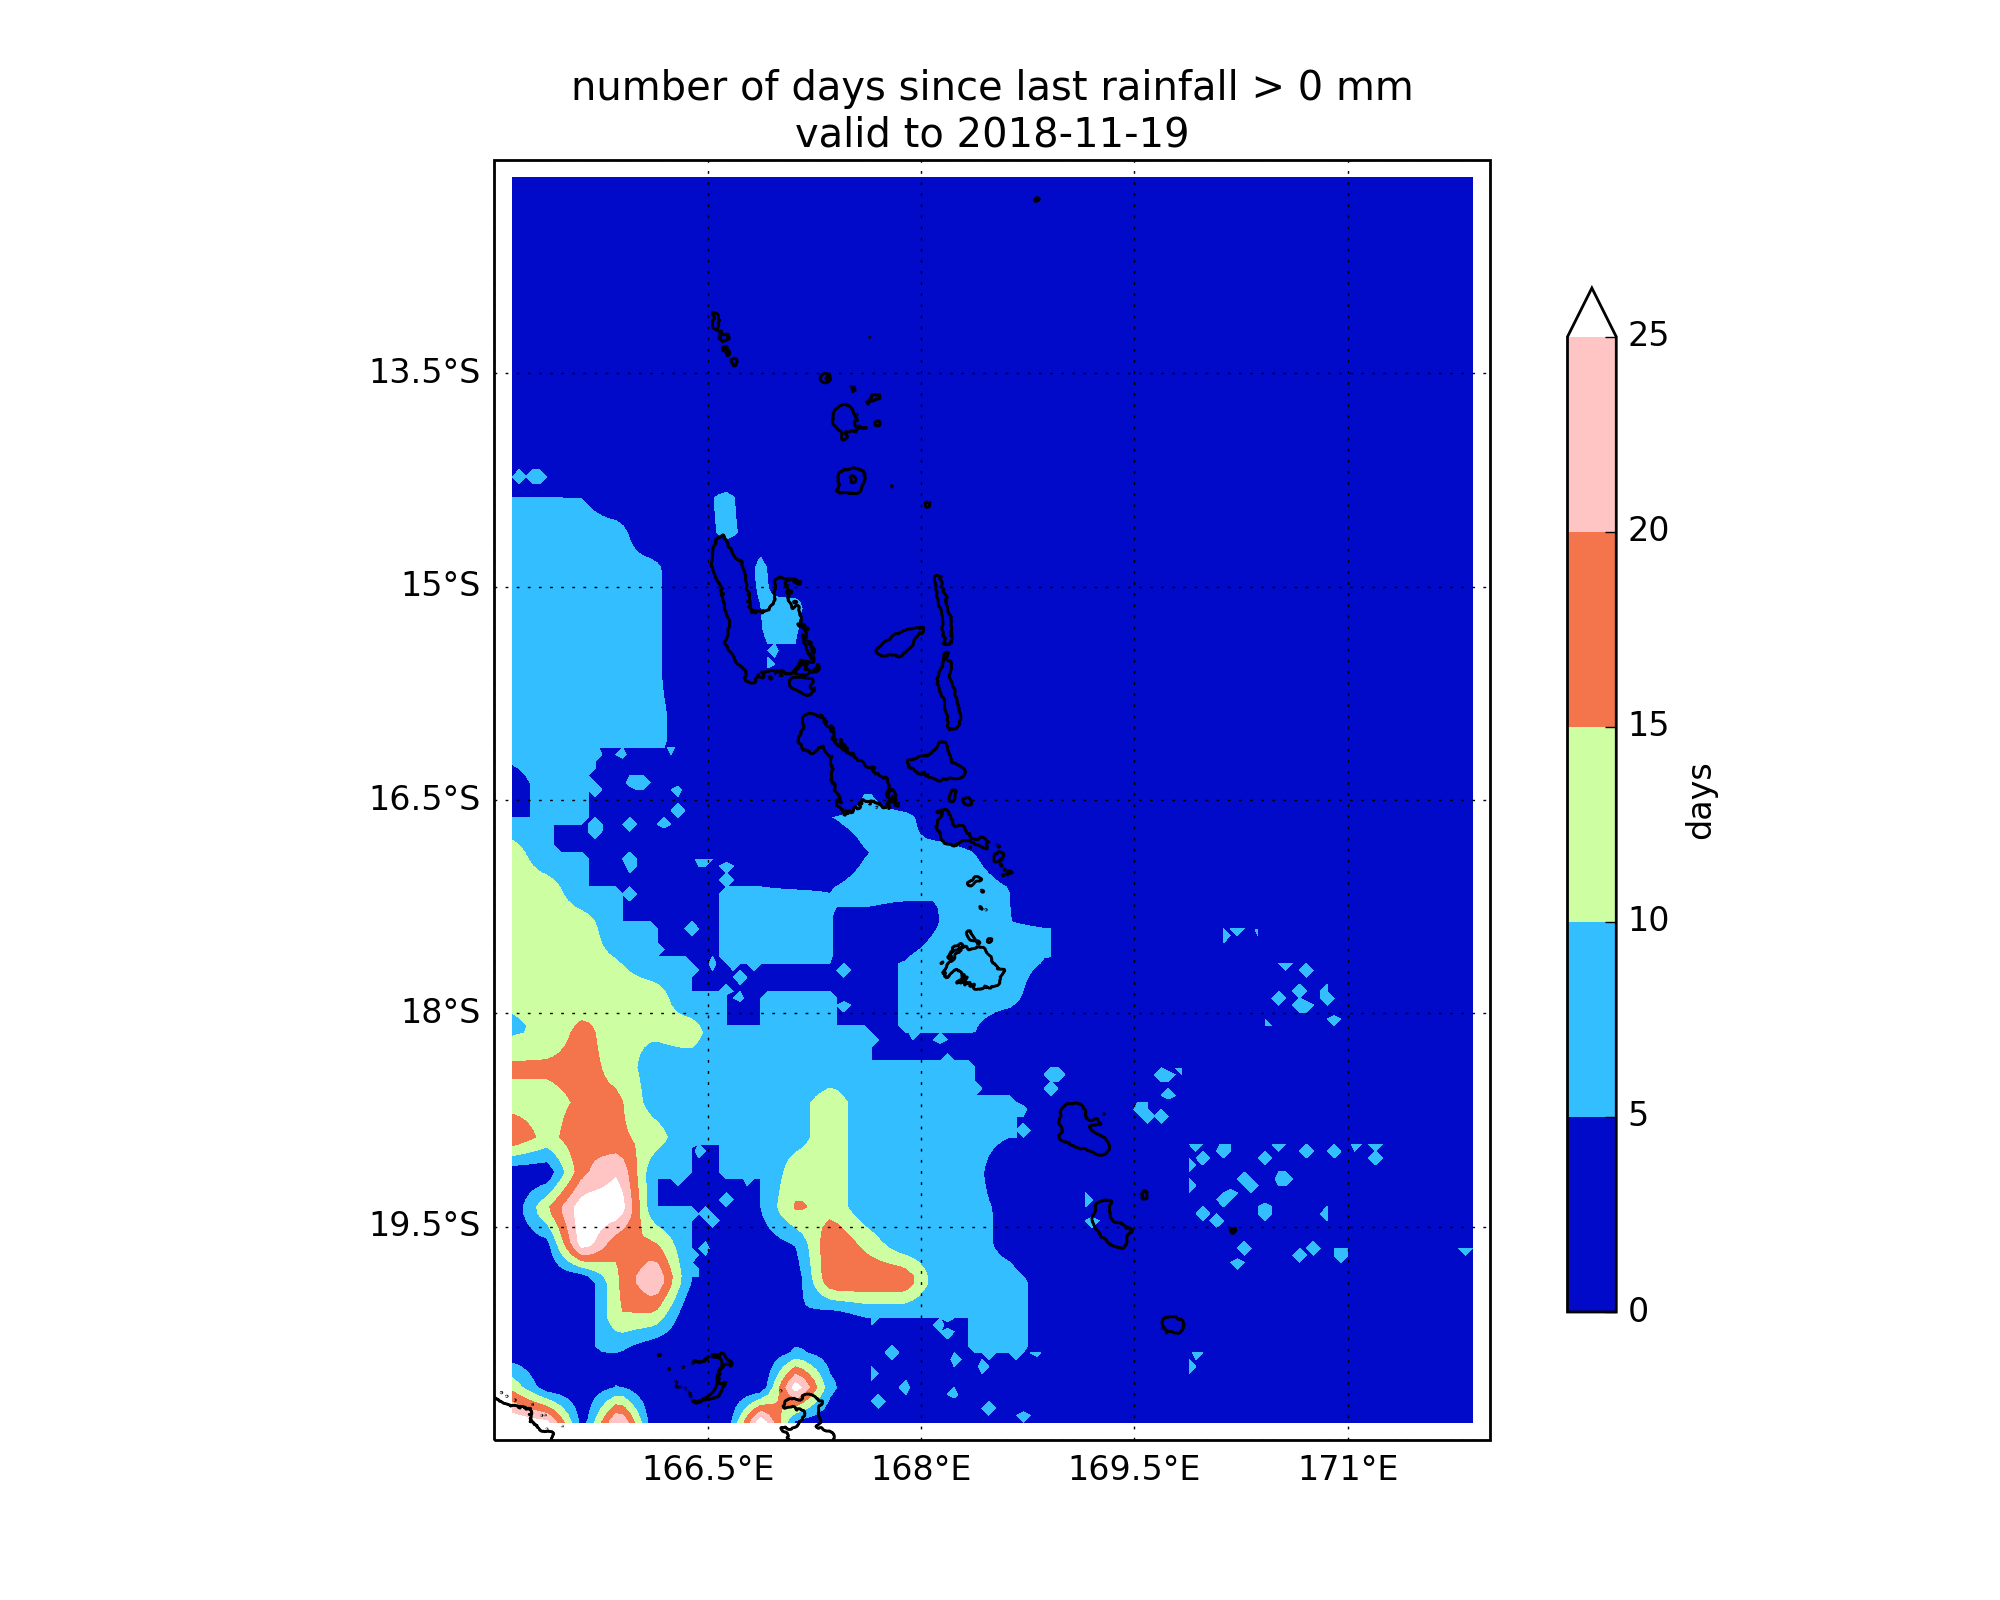 number of days since last rainfall > 0 mm
valid to 2018-11-19
13.5°S
15°S
16.5°S
18°S
19.5°S
166.5°E
168°E
169.5°E
171°E
25
20
15
10
5
0
days